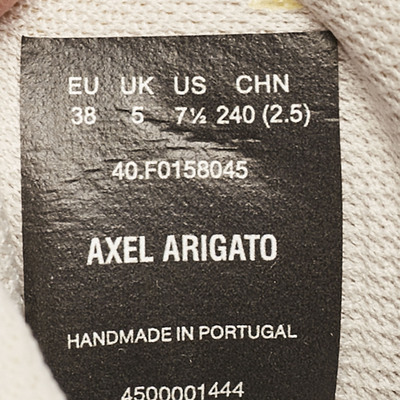 EU UK US CHN
38 5 7½ 240 (2.5)
40.F0158045
AXEL ARIGATO
HANDMADE IN PORTUGAL
4500001444